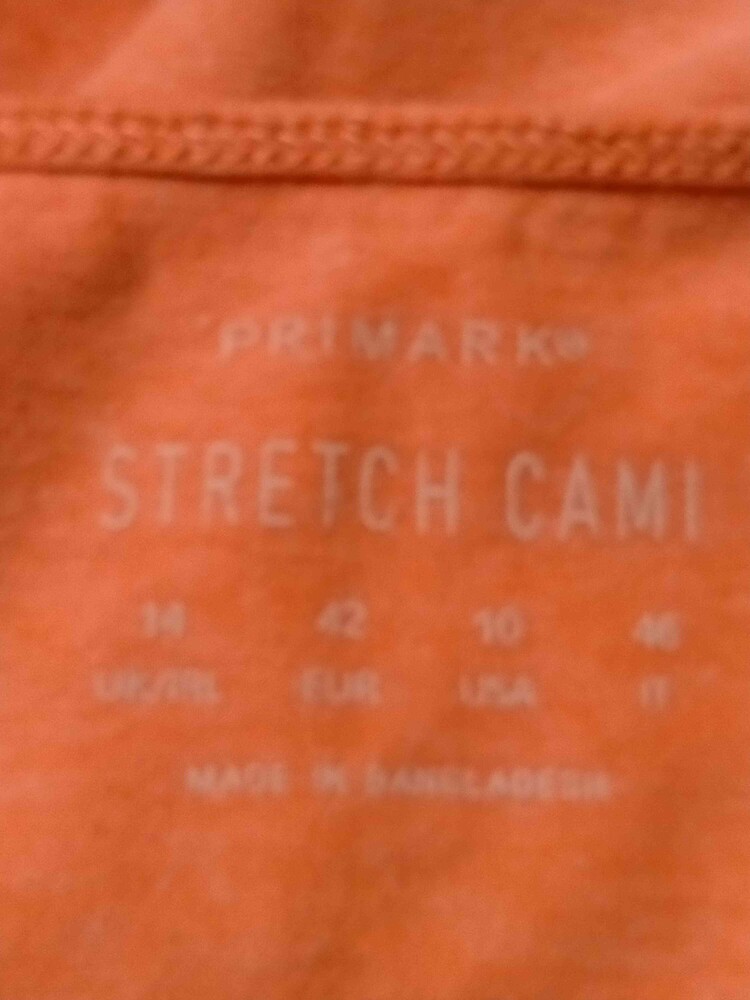 PRIMARK®
STRETCH CAMI
14 42 10 46
UK/IRL EUR USA IT
MADE IN BANGLADESH